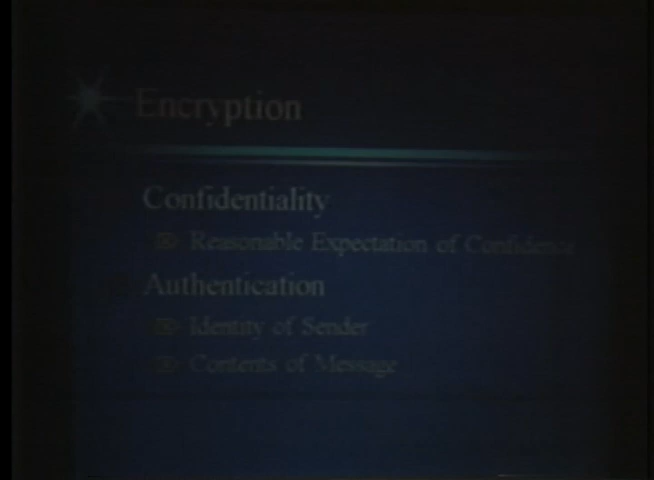 Encryption
Confidentiality
Reasonable Expectation of Confidence
Authentication
Identity of Sender
Contents of Message